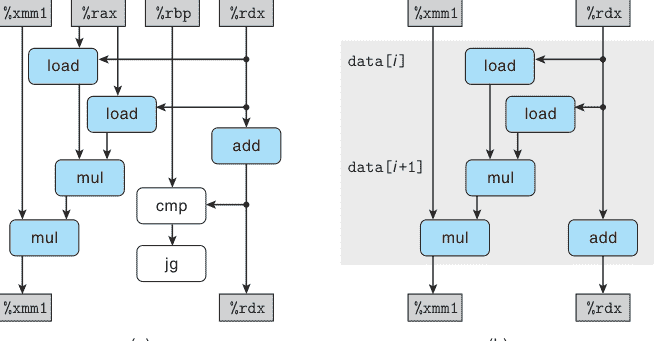 %xmm1 %rax %rbp %rdx
load
load
add
mul
cmp
mul
jg
%xmm1 %rdx
%xmm1 %rdx
data[i]
load
load
data[i+1]
mul
mul add
%xmm1 %rdx